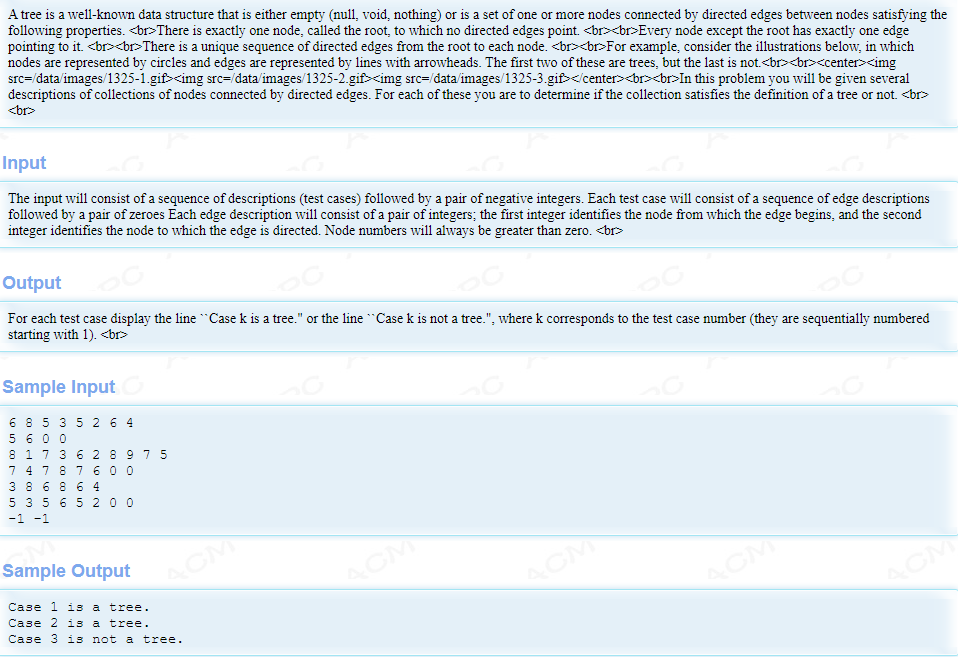 A tree is a well-known data structure that is either empty (null, void, nothing) or is a set of one or more nodes connected by directed edges between nodes satisfying the
following properties. <br>There is exactly one node, called the root, to which no directed edges point. <br><br>Every node except the root has exactly one edge
pointing to it. <br><br>There is a unique sequence of directed edges from the root to each node. <br><br>For example, consider the illustrations below, in which
nodes are represented by circles and edges are represented by lines with arrowheads. The first two of these are trees, but the last is not.<br><br><center><img
src=/data/images/1325-1.gif><img src=/data/images/1325-2.gif><img src=/data/images/1325-3.gif></center><br><br>In this problem you will be given several
descriptions of collections of nodes connected by directed edges. For each of these you are to determine if the collection satisfies the definition of a tree or not. <br>
<br>
Input
The input will consist of a sequence of descriptions (test cases) followed by a pair of negative integers. Each test case will consist of a sequence of edge descriptions
followed by a pair of zeroes Each edge description will consist of a pair of integers; the first integer identifies the node from which the edge begins, and the second
integer identifies the node to which the edge is directed. Node numbers will always be greater than zero. <br>
Output
For each test case display the line ``Case k is a tree." or the line ``Case k is not a tree.", where k corresponds to the test case number (they are sequentially numbered
starting with 1). <br>
Sample Input
6 8 5 3 5 2 6 4
5 6 0 0
8 1 7 3 6 2 8 9 7 5
7 4 7 8 7 6 0 0
3 8 6 8 6 4
5 3 5 6 5 2 0 0
-1 -1
Sample Output
Case 1 is a tree.
Case 2 is a tree.
Case 3 is not a tree.